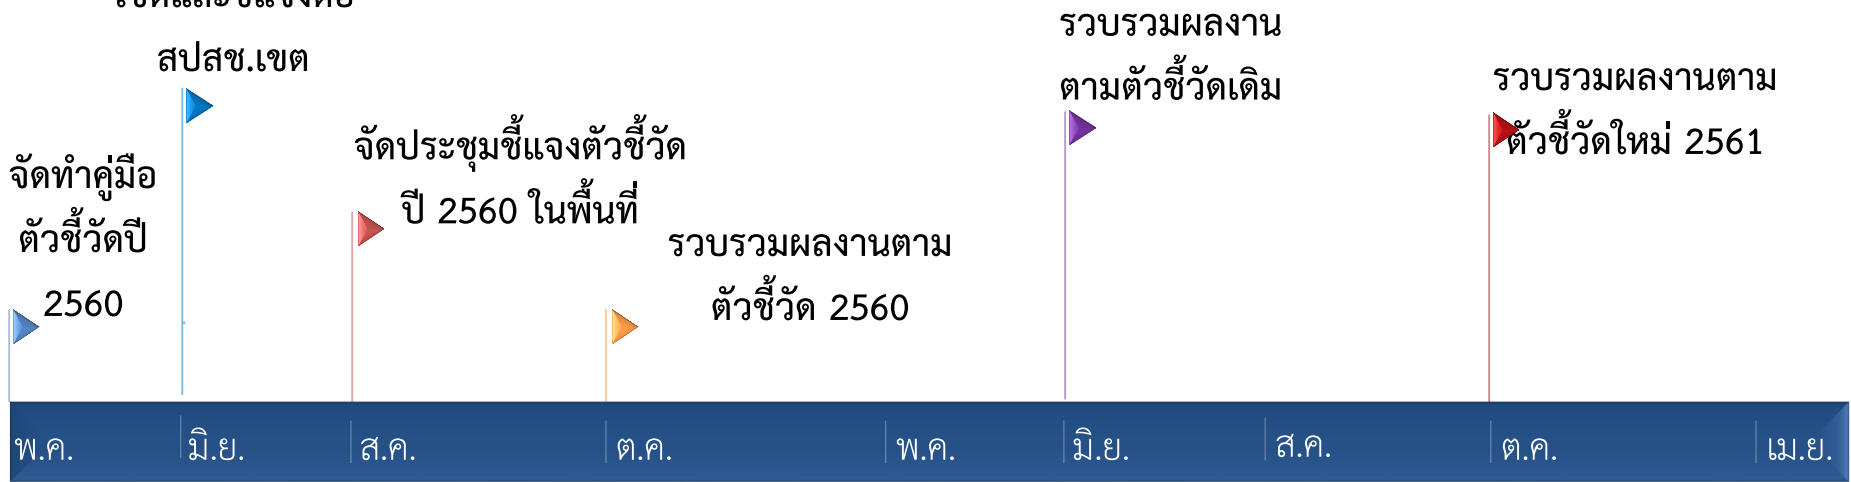 สปสช.เขต
จัดทำคู่มือ
ตัวชี้วัดปี
2560
จัดประชุมชี้แจงตัวชี้วัด
ปี 2560 ในพื้นที่
รวบรวมผลงานตาม
ตัวชี้วัด 2560
รวบรวมผลงาน
ตามตัวชี้วัดเดิม
รวบรวมผลงานตาม
ตัวชี้วัดใหม่ 2561
พ.ค. มิ.ย. ส.ค. ต.ค. พ.ค. มิ.ย. ส.ค. ต.ค. เม.ย.